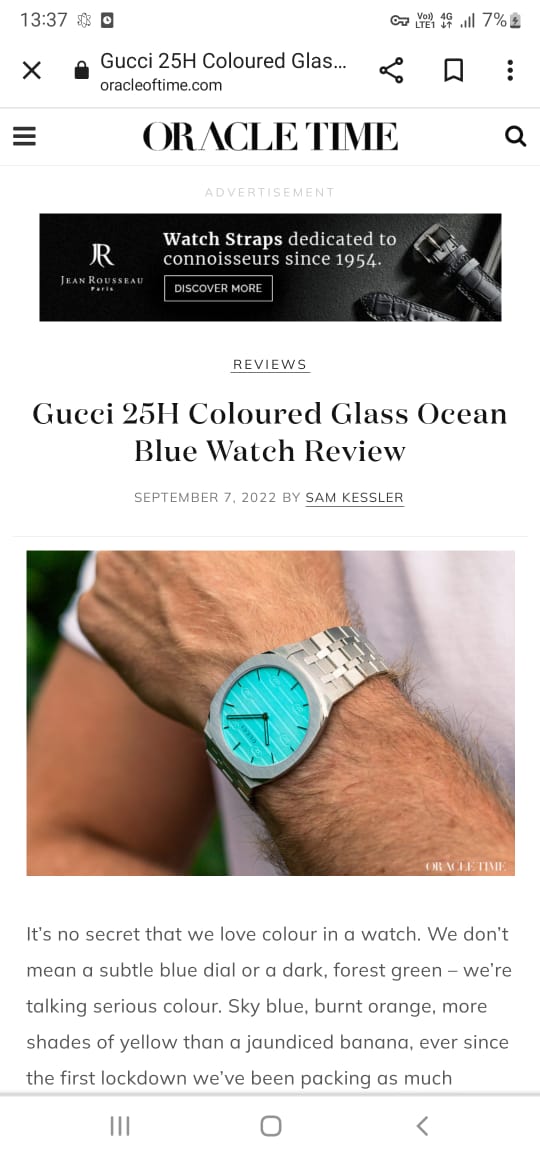 13:37 Vo)) LTE1 4G 7%
Gucci 25H Coloured Glas...
oracleoftime.com
ORACLE TIME
ADVERTISEMENT
JR
JEAN ROUSSEAU
Paris
Watch Straps dedicated to
connoisseurs since 1954.
DISCOVER MORE
REVIEWS
Gucci 25H Coloured Glass Ocean
Blue Watch Review
SEPTEMBER 7, 2022 BY SAM KESSLER
ORACLE TIME
It’s no secret that we love colour in a watch. We don’t
mean a subtle blue dial or a dark, forest green – we’re
talking serious colour. Sky blue, burnt orange, more
shades of yellow than a jaundiced banana, ever since
the first lockdown we’ve been packing as much